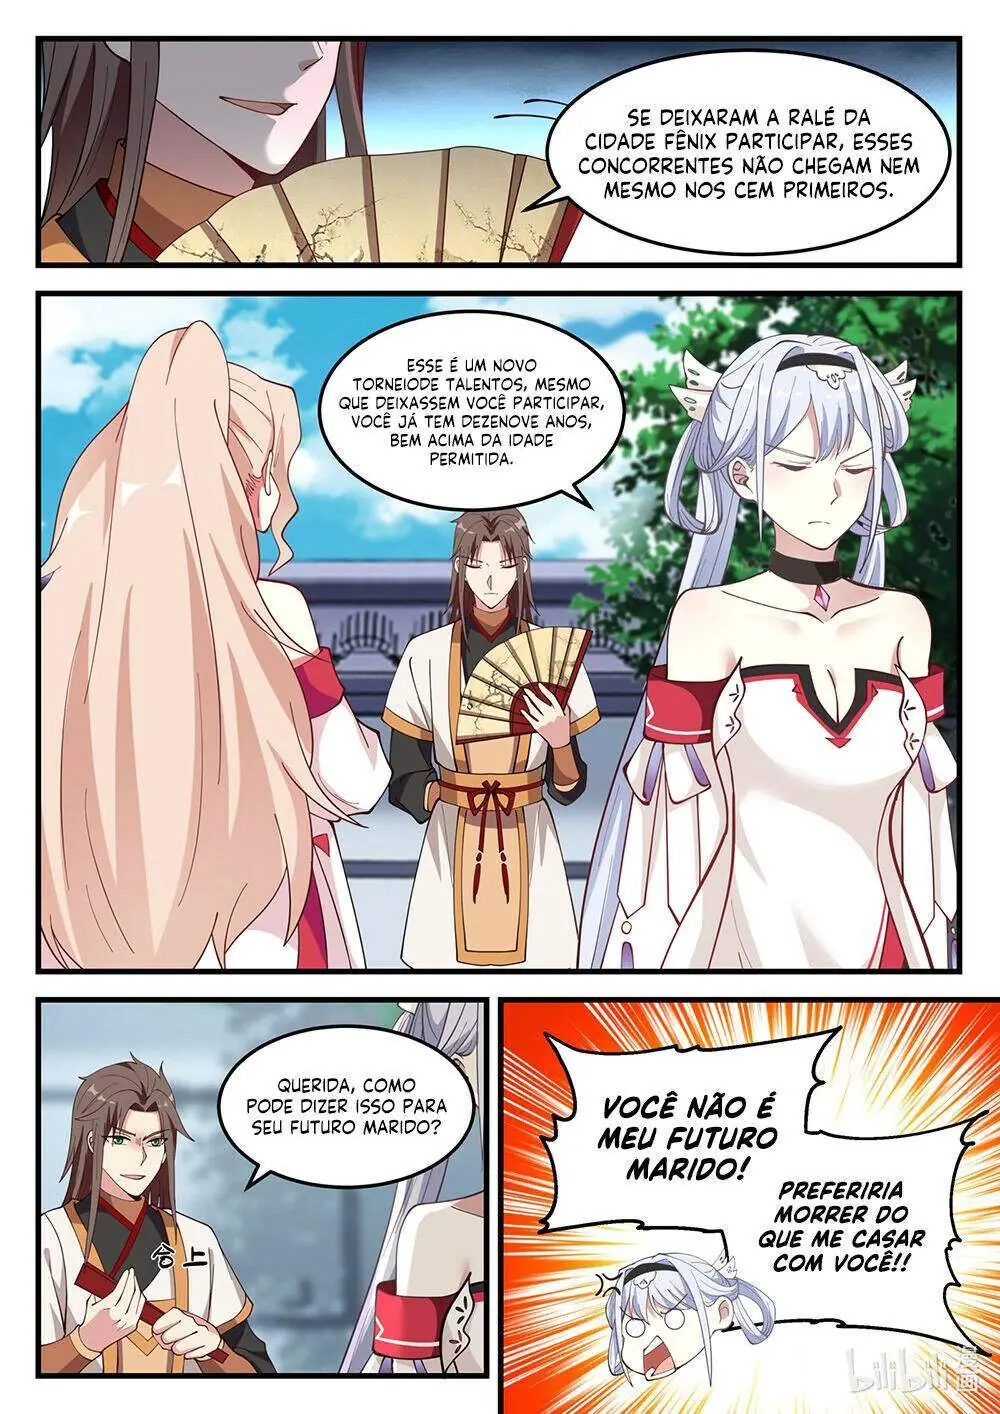 SE DEIXARAM A RALÉ DA
CIDADE FÊNIX PARTICIPAR, ESSES
CONCORRENTES NÃO CHEGAM NEM
MESMO NOS CEM PRIMEIROS.
ESSE É UM NOVO
TORNEIODE TALENTOS, MESMO
QUE DEIXASSEM VOCÊ PARTICIPAR,
VOCÊ JÁ TEM DEZENOVE ANOS,
BEM ACIMA DA IDADE
PERMITIDA.
QUERIDA, COMO
PODE DIZER ISSO PARA
SEU FUTURO MARIDO?
合上
VOCÊ NÃO É
MEU FUTURO
MARIDO!
PREFERIRIA
MORRER DO
QUE ME CASAR
COM VOCÊ!!
bilibili 漫画